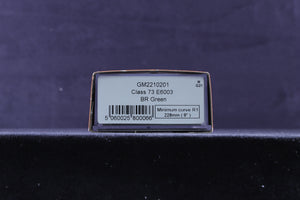 GM2210201
Class 73 E6003
BR Green
Minimum curve R1
228mm ( 9" )
5 060025 800066